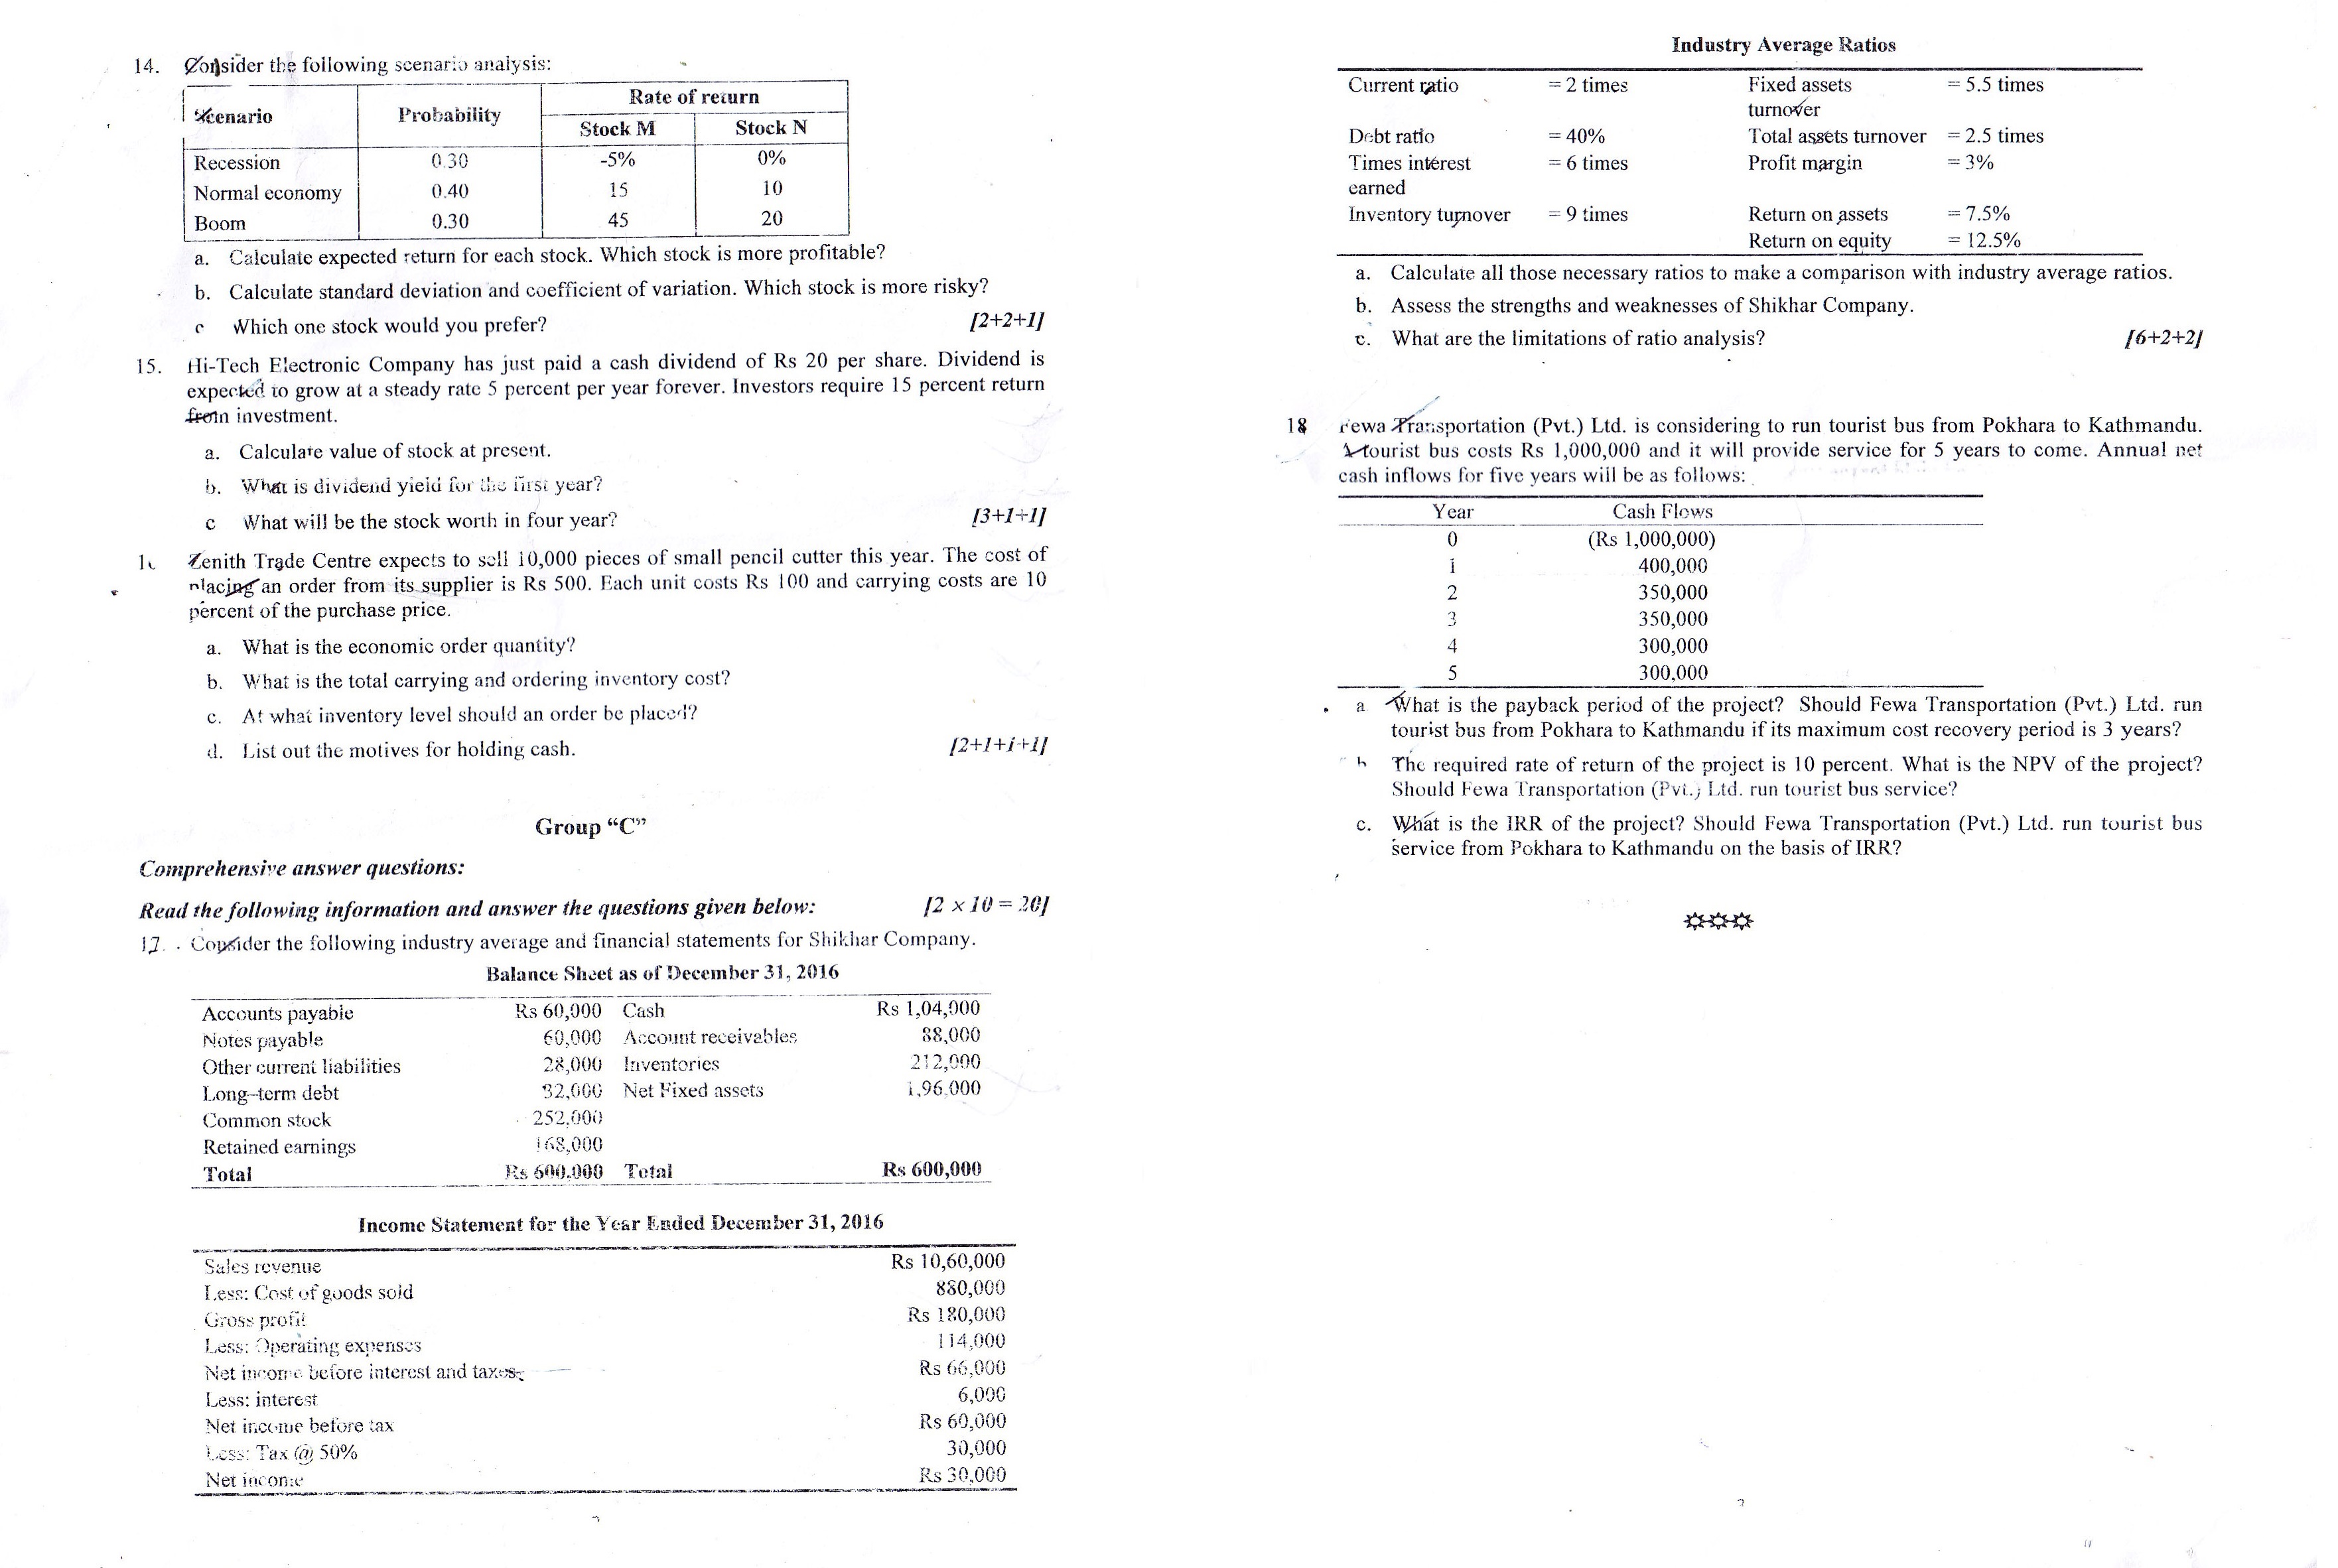 14. Consider the following scenario analysis:
Scenario Probability Rate of return
Stock M Stock N
Recession 0.30 -5% 0%
Normal economy 0.40 15 10
Boom 0.30 45 20
a. Calculate expected return for each stock. Which stock is more profitable?
b. Calculate standard deviation and coefficient of variation. Which stock is more risky?
c Which one stock would you prefer? [2+2+1]
15. Hi-Tech Electronic Company has just paid a cash dividend of Rs 20 per share. Dividend is
expected to grow at a steady rate 5 percent per year forever. Investors require 15 percent return
from investment.
a. Calculate value of stock at present.
b. What is dividend yield for the first year?
c What will be the stock worth in four year? [3+1+1]
Zenith Trade Centre expects to sell 10,000 pieces of small pencil cutter this year. The cost of
placing an order from its supplier is Rs 500. Each unit costs Rs 100 and carrying costs are 10
percent of the purchase price.
a. What is the economic order quantity?
b. What is the total carrying and ordering inventory cost?
c. At what inventory level should an order be placed?
d. List out the motives for holding cash. [2+1+1+1]
Group “C”
Comprehensive answer questions:
Read the following information and answer the questions given below: [2 × 10 = 20]
17. Consider the following industry average and financial statements for Shikhar Company.
Balance Sheet as of December 31, 2016
Accounts payable Rs 60,000 Cash Rs 1,04,000
Notes payable 60,000 Account receivables 88,000
Other current liabilities 28,000 Inventories 212,000
Long-term debt 32,000 Net Fixed assets 1,96,000
Common stock 252,000
Retained earnings 168,000
Total Rs 600,000 Total Rs 600,000
Income Statement for the Year Ended December 31, 2016
Sales revenue Rs 10,60,000
Less: Cost of goods sold 880,000
Gross profit Rs 180,000
Less: Operating expenses 114,000
Net income before interest and taxes Rs 66,000
Less: interest 6,000
Net income before tax Rs 60,000
Less: Tax @ 50% 30,000
Net income Rs 30,000
Industry Average Ratios
Current ratio = 2 times Fixed assets = 5.5 times
turnover
Debt ratio = 40% Total assets turnover = 2.5 times
Times interest = 6 times Profit margin = 3%
earned
Inventory turnover = 9 times Return on assets = 7.5%
Return on equity = 12.5%
a. Calculate all those necessary ratios to make a comparison with industry average ratios.
b. Assess the strengths and weaknesses of Shikhar Company.
c. What are the limitations of ratio analysis? [6+2+2]
18 Fewa Transportation (Pvt.) Ltd. is considering to run tourist bus from Pokhara to Kathmandu.
A tourist bus costs Rs 1,000,000 and it will provide service for 5 years to come. Annual net
cash inflows for five years will be as follows:
Year Cash Flows
0 (Rs 1,000,000)
1 400,000
2 350,000
3 350,000
4 300,000
5 300,000
a What is the payback period of the project? Should Fewa Transportation (Pvt.) Ltd. run
tourist bus from Pokhara to Kathmandu if its maximum cost recovery period is 3 years?
b The required rate of return of the project is 10 percent. What is the NPV of the project?
Should Fewa Transportation (Pvt.) Ltd. run tourist bus service?
c. What is the IRR of the project? Should Fewa Transportation (Pvt.) Ltd. run tourist bus
service from Pokhara to Kathmandu on the basis of IRR?